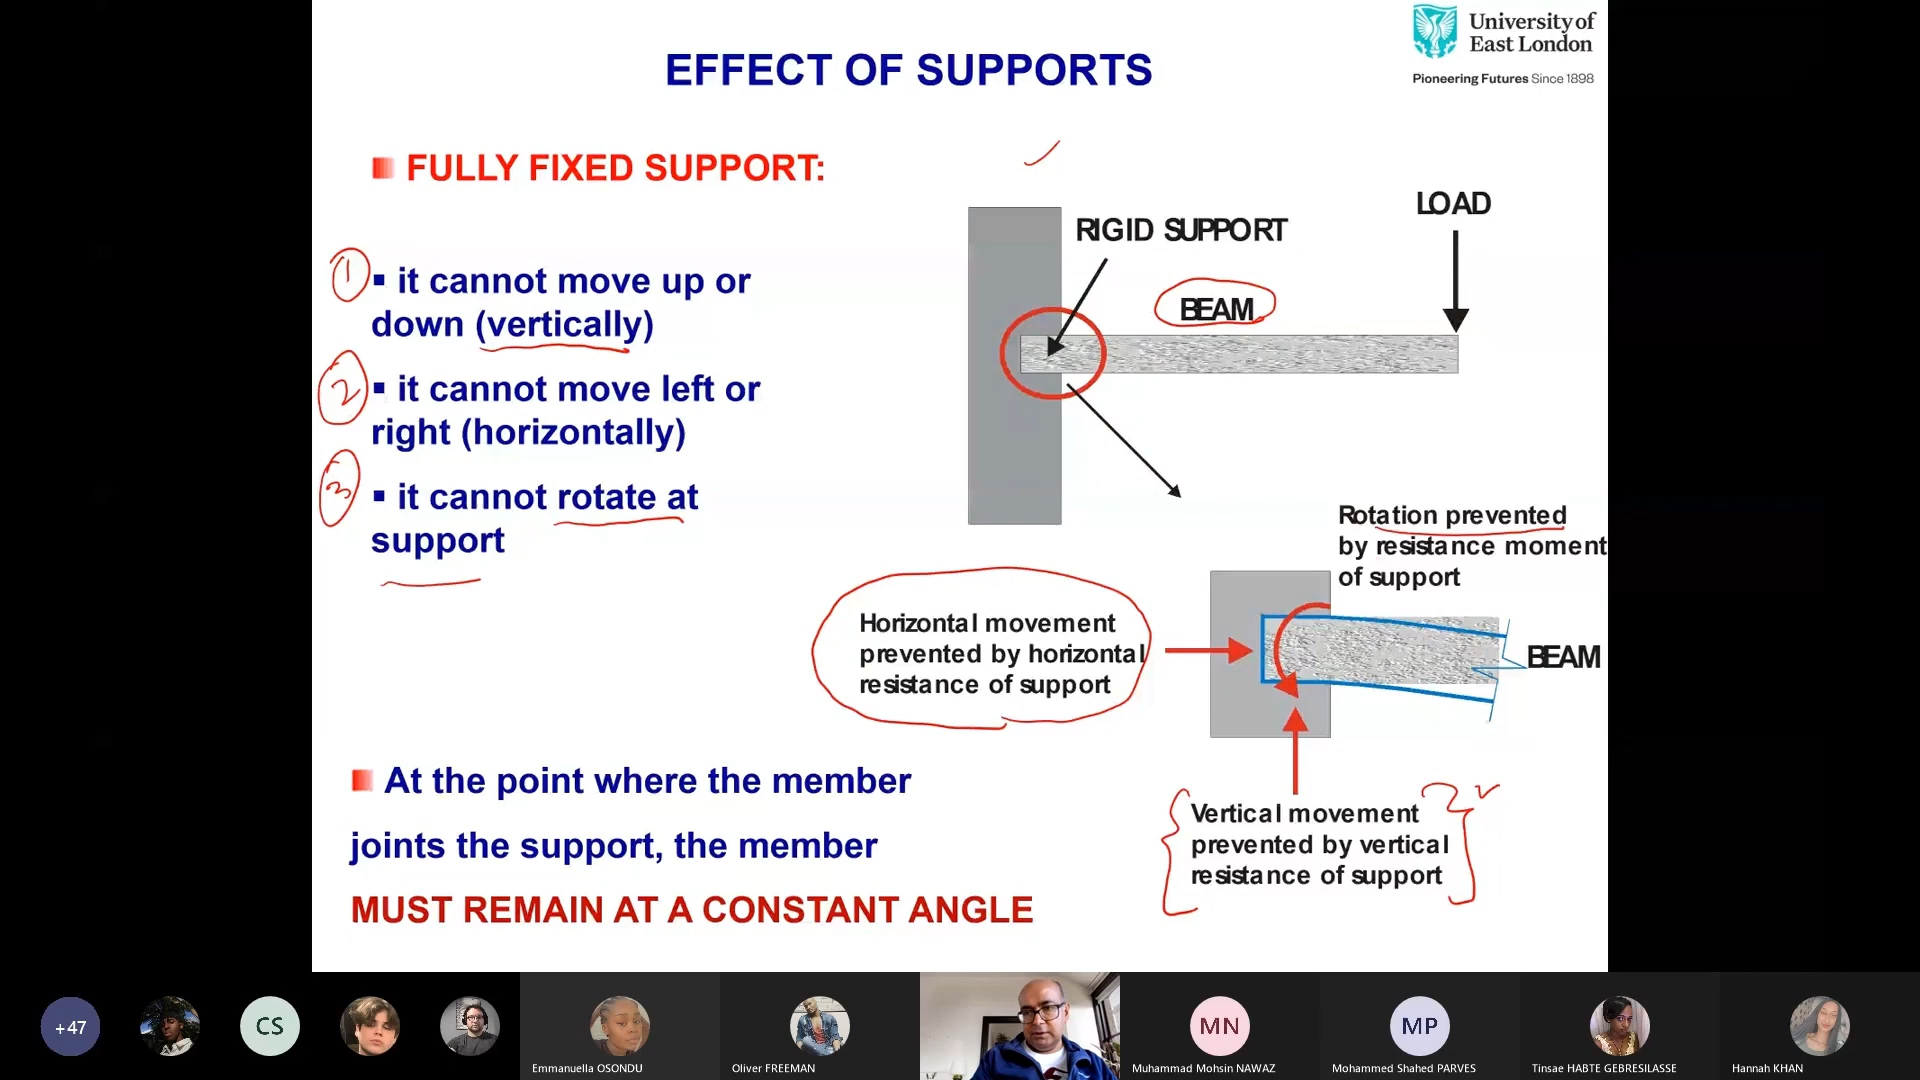 EFFECT OF SUPPORTS
University of
East London
Pioneering Futures Since 1898
FULLY FIXED SUPPORT:
1
▪ it cannot move up or
down (vertically)
2
▪ it cannot move left or
right (horizontally)
3
▪ it cannot rotate at
support
LOAD
RIGID SUPPORT
BEAM
Rotation prevented
by resistance moment
of support
Horizontal movement
prevented by horizontal
resistance of support
BEAM
Vertical movement
prevented by vertical
resistance of support
At the point where the member
joints the support, the member
MUST REMAIN AT A CONSTANT ANGLE
+47
CS
Emmanuella OSONDU
Oliver FREEMAN
MN
Muhammad Mohsin NAWAZ
MP
Mohammed Shahed PARVES
Tinsae HABTE GEBRESILASSE
Hannah KHAN